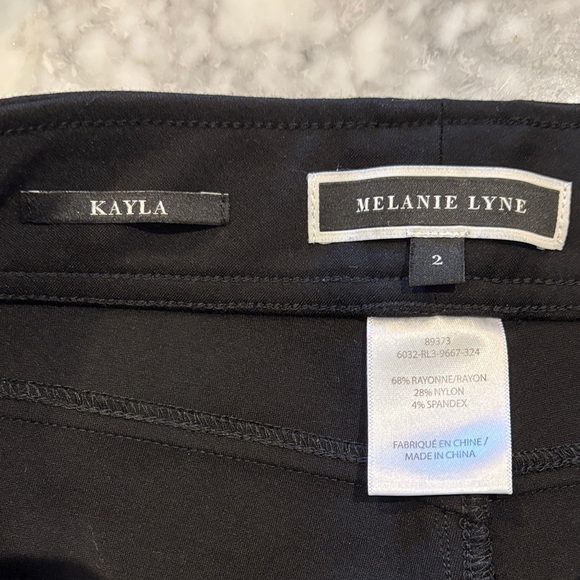 KAYLA
MELANIE LYNE
2
89373
6032-RL3-9667-324
68% RAYONNE/RAYON
28% NYLON
4% SPANDEX
FABRIQUÉ EN CHINE /
MADE IN CHINA